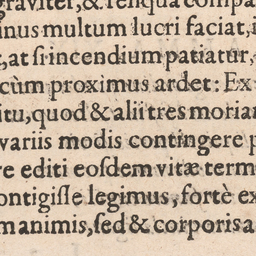 grauiter, & reliqua compa
inus multum lucri faciat, i
, at si incendium patiatur,
cùm proximus ardet: Ex
itu, quod & alii tres moria
variis modis contingere p
re editi eosdem vitæ term
ontigisse legimus, fortè ex
m animis, sed & corporis a